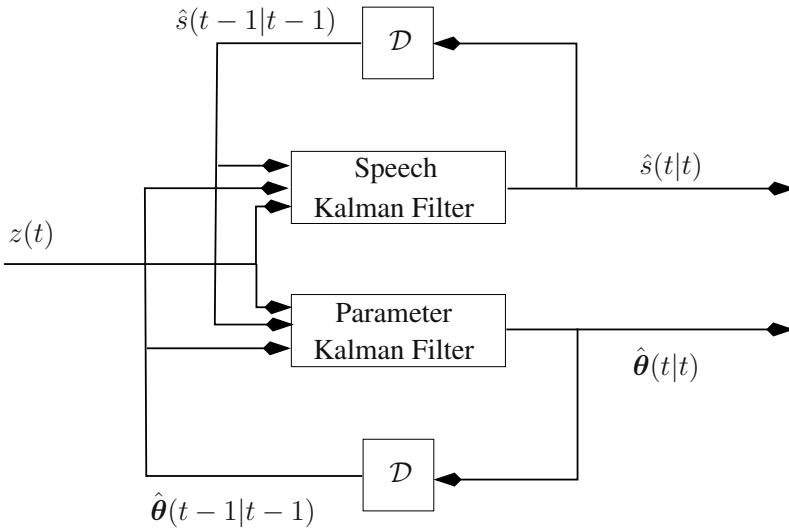 ŝ(t−1|t−1)
𝒟
Speech
Kalman Filter
ŝ(t|t)
z(t)
Parameter
Kalman Filter
θ̂(t|t)
𝒟
θ̂(t−1|t−1)